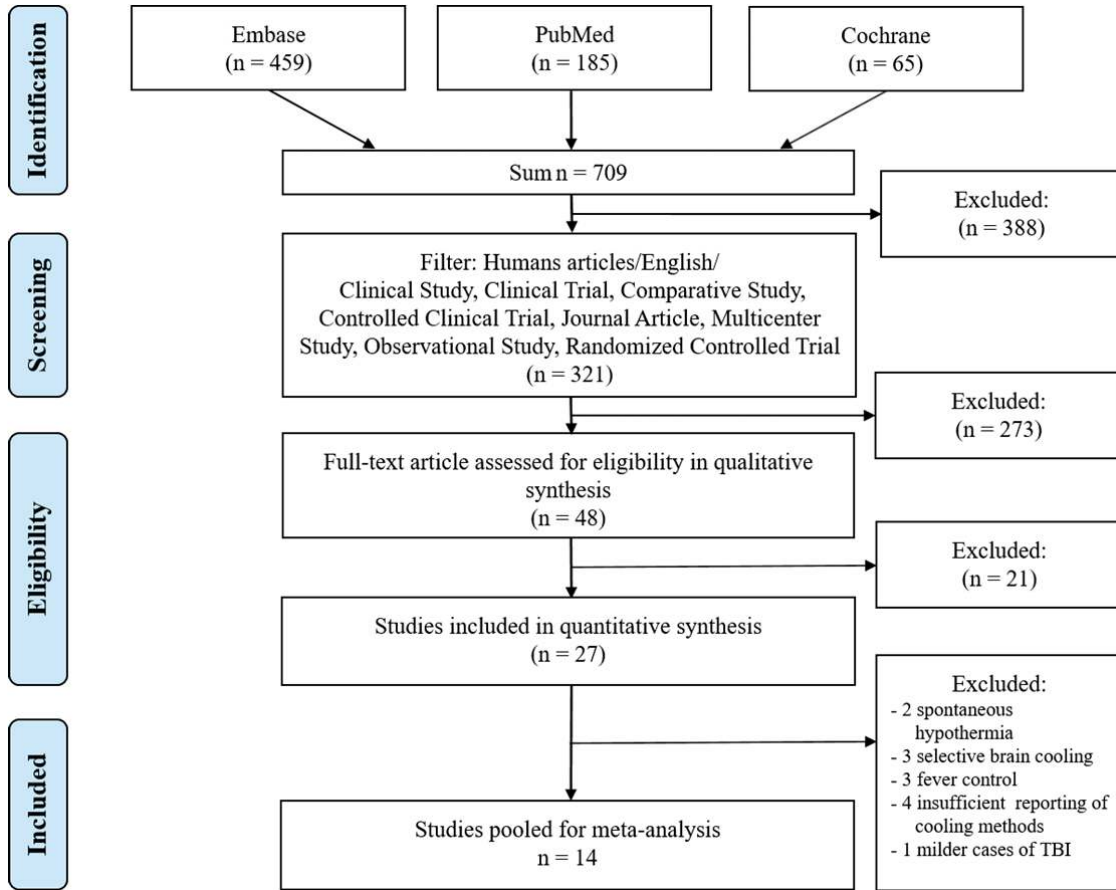 Identification
Embase
(n = 459)
PubMed
(n = 185)
Cochrane
(n = 65)
Sum n = 709
Excluded:
(n = 388)
Screening
Filter: Humans articles/English/
Clinical Study, Clinical Trial, Comparative Study,
Controlled Clinical Trial, Journal Article, Multicenter
Study, Observational Study, Randomized Controlled Trial
(n = 321)
Excluded:
(n = 273)
Eligibility
Full-text article assessed for eligibility in qualitative
synthesis
(n = 48)
Excluded:
(n = 21)
Studies included in quantitative synthesis
(n = 27)
Excluded:
- 2 spontaneous
hypothermia
- 3 selective brain cooling
- 3 fever control
- 4 insufficient reporting of
cooling methods
- 1 milder cases of TBI
Included
Studies pooled for meta-analysis
n = 14